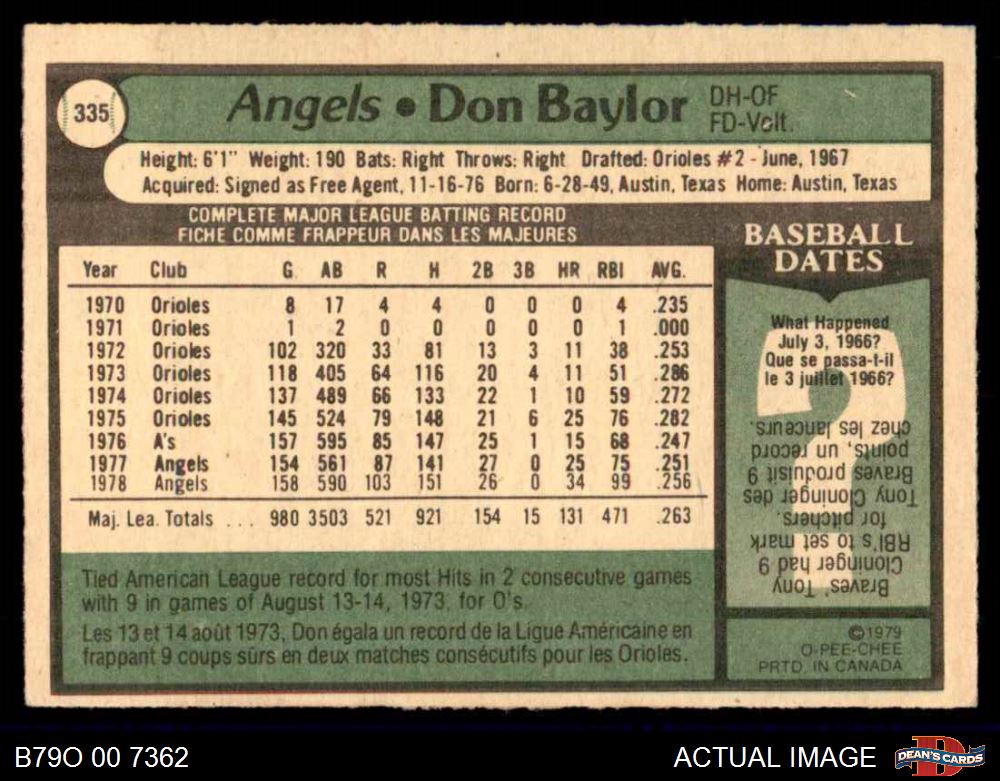 335
Angels • Don Baylor
DH-OF
FD-Volt.
Height: 6'1" Weight: 190 Bats: Right Throws: Right Drafted: Orioles #2 - June, 1967
Acquired: Signed as Free Agent, 11-16-76 Born: 6-28-49, Austin, Texas Home: Austin, Texas
COMPLETE MAJOR LEAGUE BATTING RECORD
FICHE COMME FRAPPEUR DANS LES MAJEURES
Year Club G. AB R H 2B 3B HR RBI AVG.
1970 Orioles 8 17 4 4 0 0 0 4 .235
1971 Orioles 1 2 0 0 0 0 0 1 .000
1972 Orioles 102 320 33 81 13 3 11 38 .253
1973 Orioles 118 405 64 116 20 4 11 51 .286
1974 Orioles 137 489 66 133 22 1 10 59 .272
1975 Orioles 145 524 79 148 21 6 25 76 .282
1976 A's 157 595 85 147 25 1 15 68 .247
1977 Angels 154 561 87 141 27 0 25 75 .251
1978 Angels 158 590 103 151 26 0 34 99 .256
Maj. Lea. Totals ... 980 3503 521 921 154 15 131 471 .263
Tied American League record for most Hits in 2 consecutive games
with 9 in games of August 13-14, 1973, for O's.
Les 13 et 14 août 1973, Don égala un record de la Ligue Américaine en
frappant 9 coups sûrs en deux matches consécutifs pour les Orioles.
BASEBALL
DATES
What Happened
July 3, 1966?
Que se passa-t-il
le 3 juillet 1966?
Braves' Tony
Cloninger had 9
RBI's to set mark
for pitchers.
Tony Cloninger des
Braves produisit 9
points, un record
chez les lanceurs.
©1979
O-PEE-CHEE
PRTD. IN CANADA
B79O 00 7362
ACTUAL IMAGE
DEAN'S CARDS